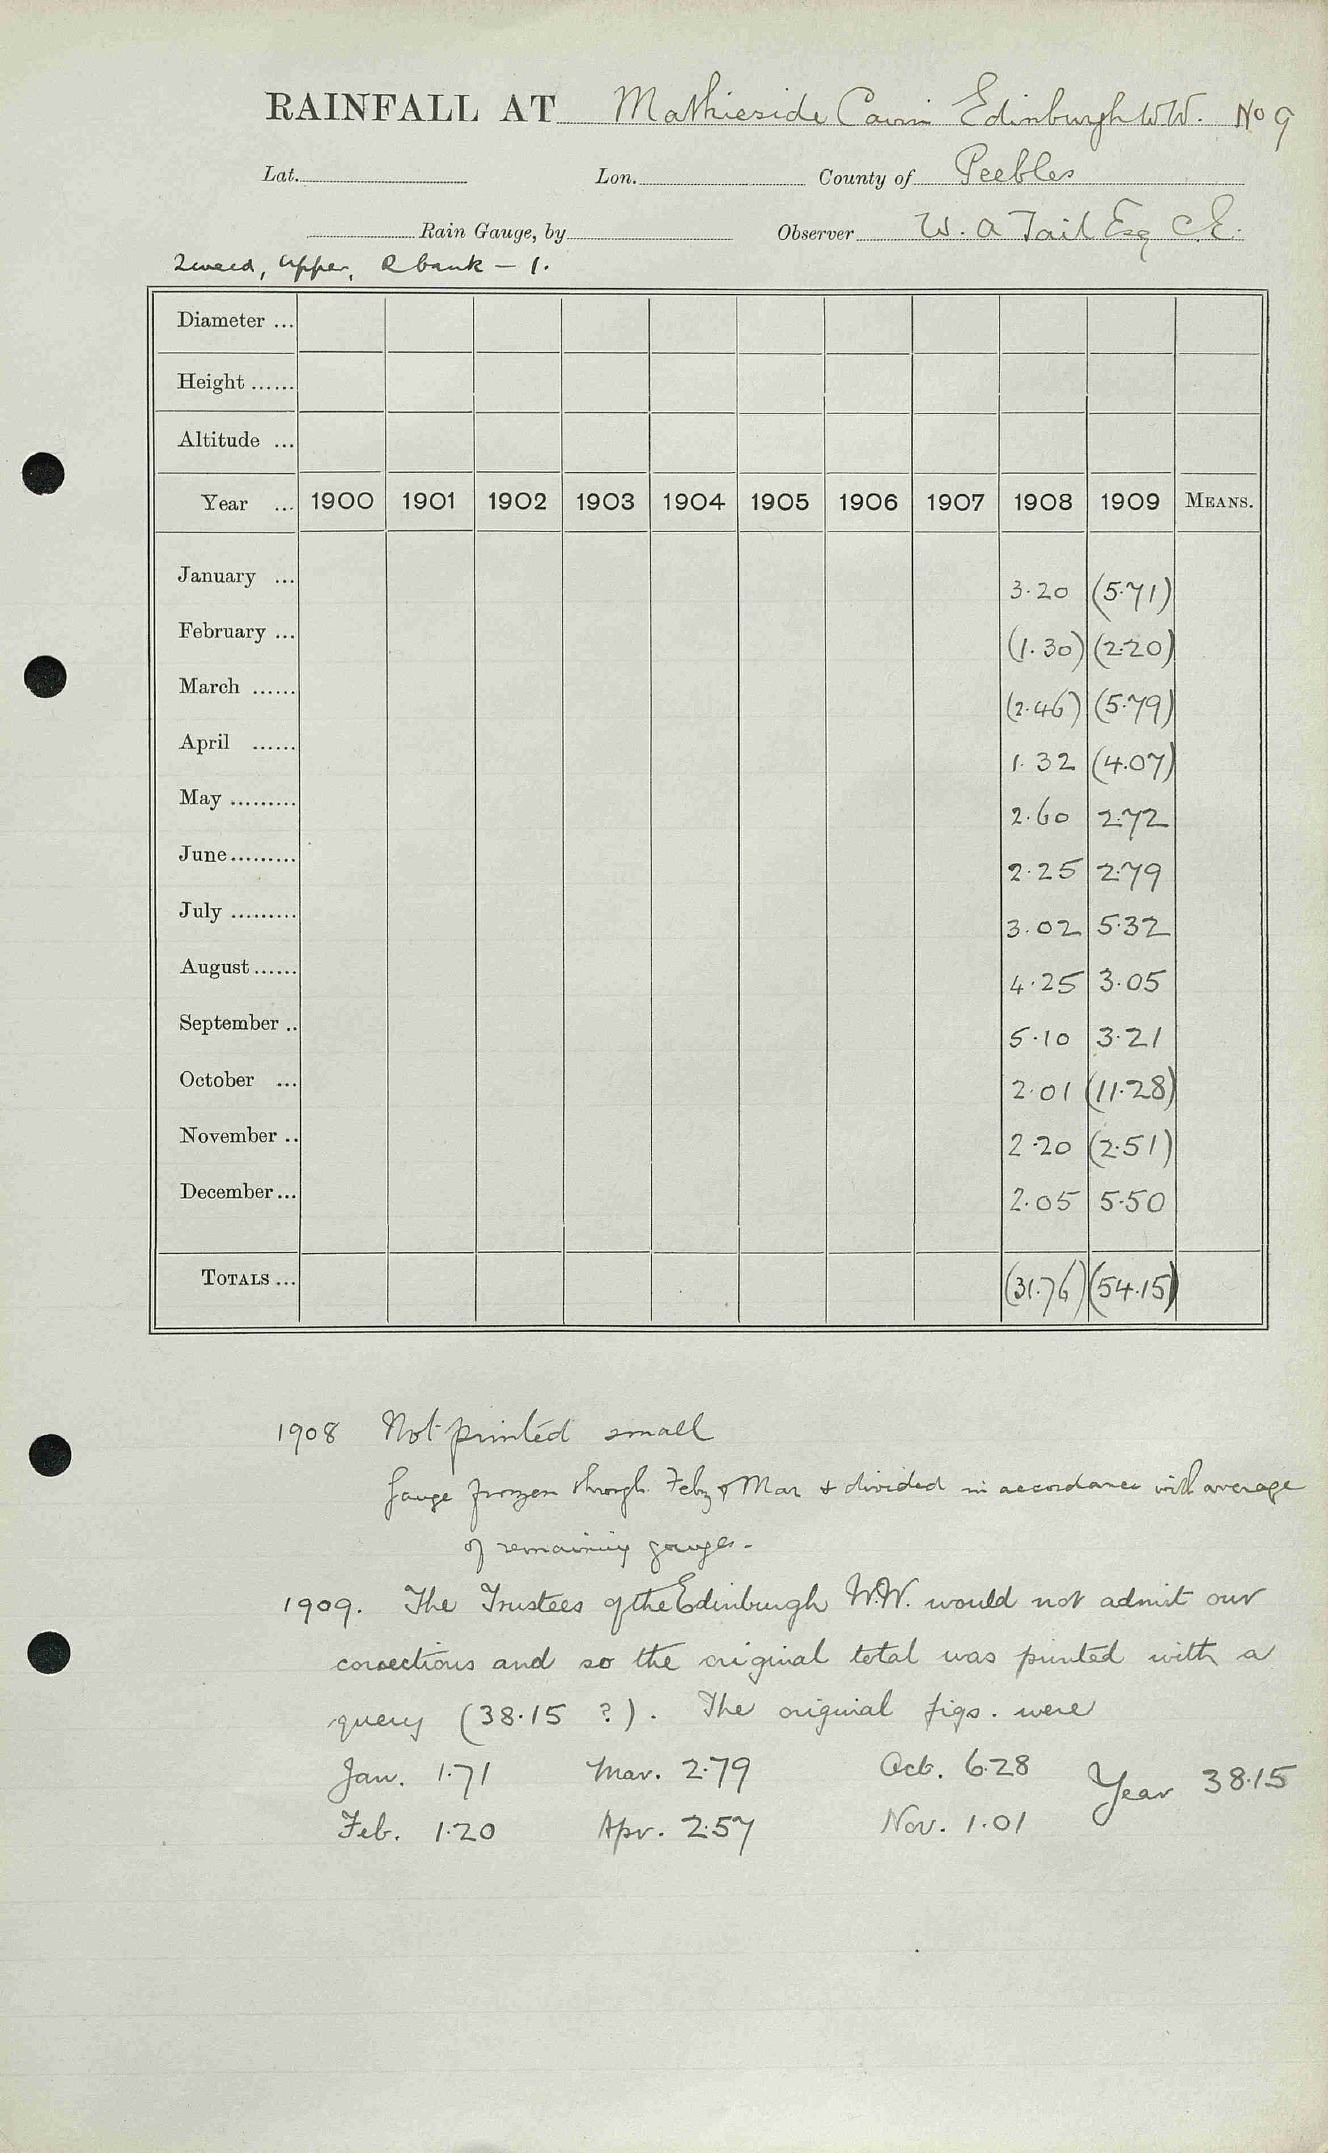 RAINFALL AT Mathieside Cairn Edinburgh W.W. No 9
Lat. Lon. County of Peebles
Rain Gauge, by Observer W. A Tait Esq C.E.
Tweed, Upper, R bank - 1.
Diameter ...
Height ......
Altitude ...
Year ... 1900 1901 1902 1903 1904 1905 1906 1907 1908 1909 MEANS.
January ... 3.20 (5.71)
February ... (1.30) (2.20)
March ...... (2.46) (5.79)
April ...... 1.32 (4.07)
May ......... 2.60 2.72
June......... 2.25 2.79
July ......... 3.02 5.32
August...... 4.25 3.05
September .. 5.10 3.21
October ... 2.01 (11.28)
November .. 2.20 (2.51)
December... 2.05 5.50
TOTALS ... (31.76) (54.15)
1908 Not printed small
Gauge frozen through Feby & Mar & divided in accordance with average
of remaining gauges.
1909. The Trustees of the Edinburgh W.W. would not admit our
corrections and so the original total was printed with a
query (38.15 ?). The original figs. were
Jan. 1.71 Mar. 2.79 Oct. 6.28 Year 38.15
Feb. 1.20 Apr. 2.57 Nov. 1.01